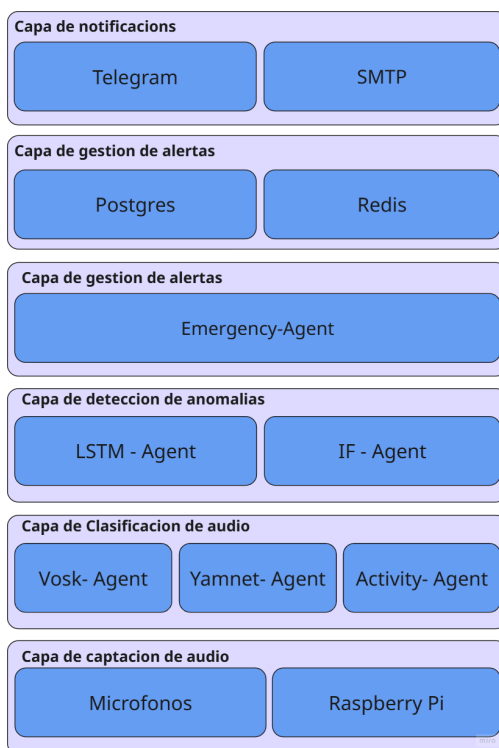 Capa de notificacions
Telegram
SMTP
Capa de gestion de alertas
Postgres
Redis
Capa de gestion de alertas
Emergency-Agent
Capa de deteccion de anomalias
LSTM - Agent
IF - Agent
Capa de Clasificacion de audio
Vosk- Agent
Yamnet- Agent
Activity- Agent
Capa de captacion de audio
Microfonos
Raspberry Pi
miro